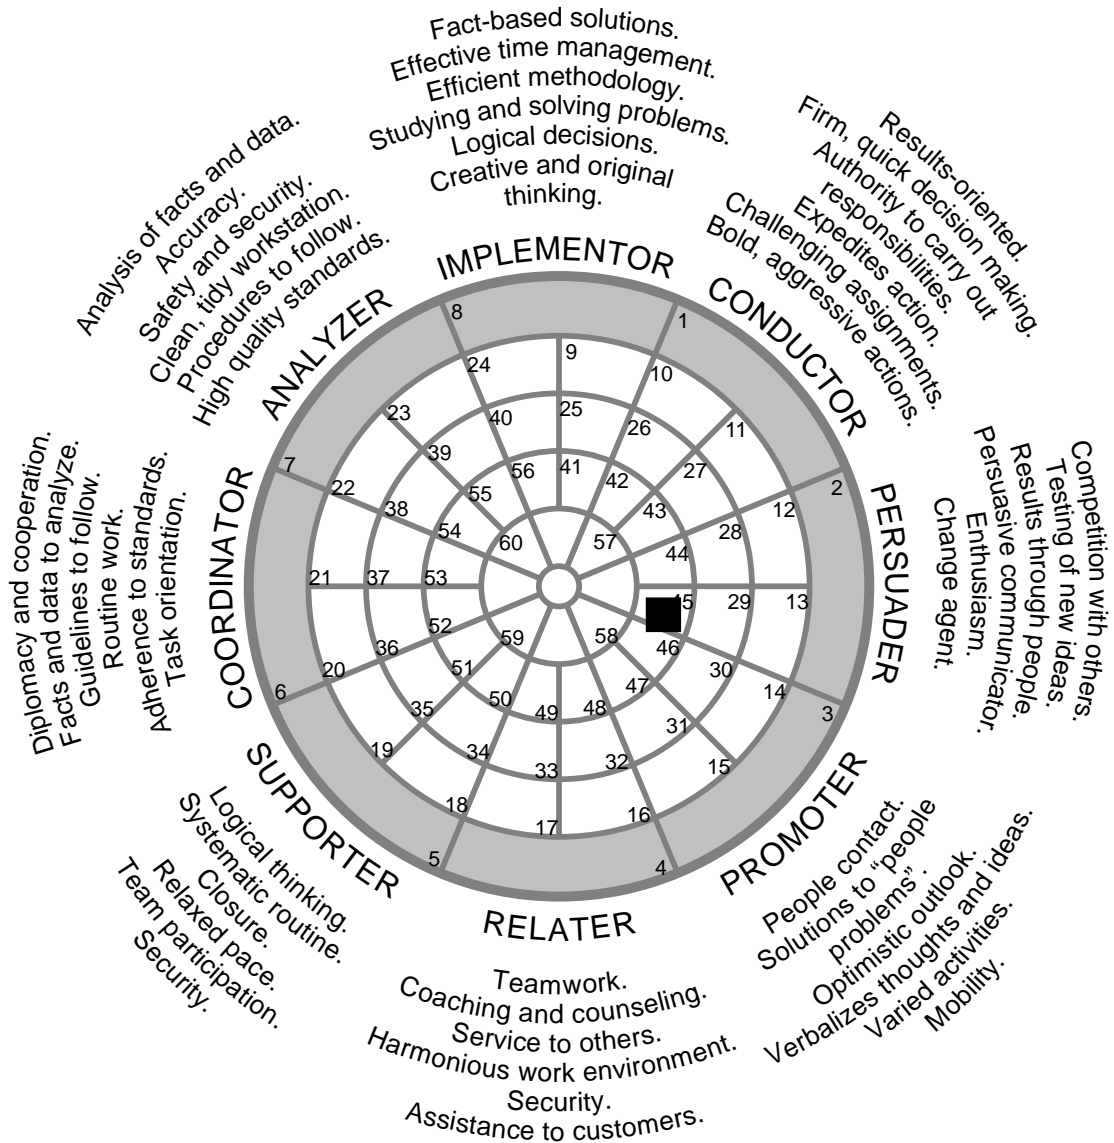 Fact-based solutions.
Effective time management.
Efficient methodology.
Studying and solving problems.
Logical decisions.
Creative and original
thinking.
IMPLEMENTOR
Results-oriented.
Firm, quick decision making.
Authority to carry out
responsibilities.
Expedites action.
Challenging assignments.
Bold, aggressive actions.
CONDUCTOR
Competition with others.
Testing of new ideas.
Results through people.
Persuasive communicator.
Enthusiasm.
Change agent.
PERSUADER
People contact.
Solutions to “people
problems”.
Optimistic outlook.
Verbalizes thoughts and ideas.
Varied activities.
Mobility.
PROMOTER
RELATER
Teamwork.
Coaching and counseling.
Service to others.
Harmonious work environment.
Security.
Assistance to customers.
SUPPORTER
Logical thinking.
Systematic routine.
Closure.
Relaxed pace.
Team participation.
Security.
Diplomacy and cooperation.
Facts and data to analyze.
Guidelines to follow.
Routine work.
Adherence to standards.
Task orientation.
COORDINATOR
Analysis of facts and data.
Accuracy.
Safety and security.
Clean, tidy workstation.
Procedures to follow.
High quality standards.
ANALYZER
8
1
24
9
10
23
40
25
26
11
39
56
41
42
27
7
22
38
55
43
28
12
2
54
60
57
44
21
37
53
45
29
13
52
59
58
46
36
51
47
30
14
20
35
50
49
48
31
3
6
19
34
33
32
15
18
17
16
5
4